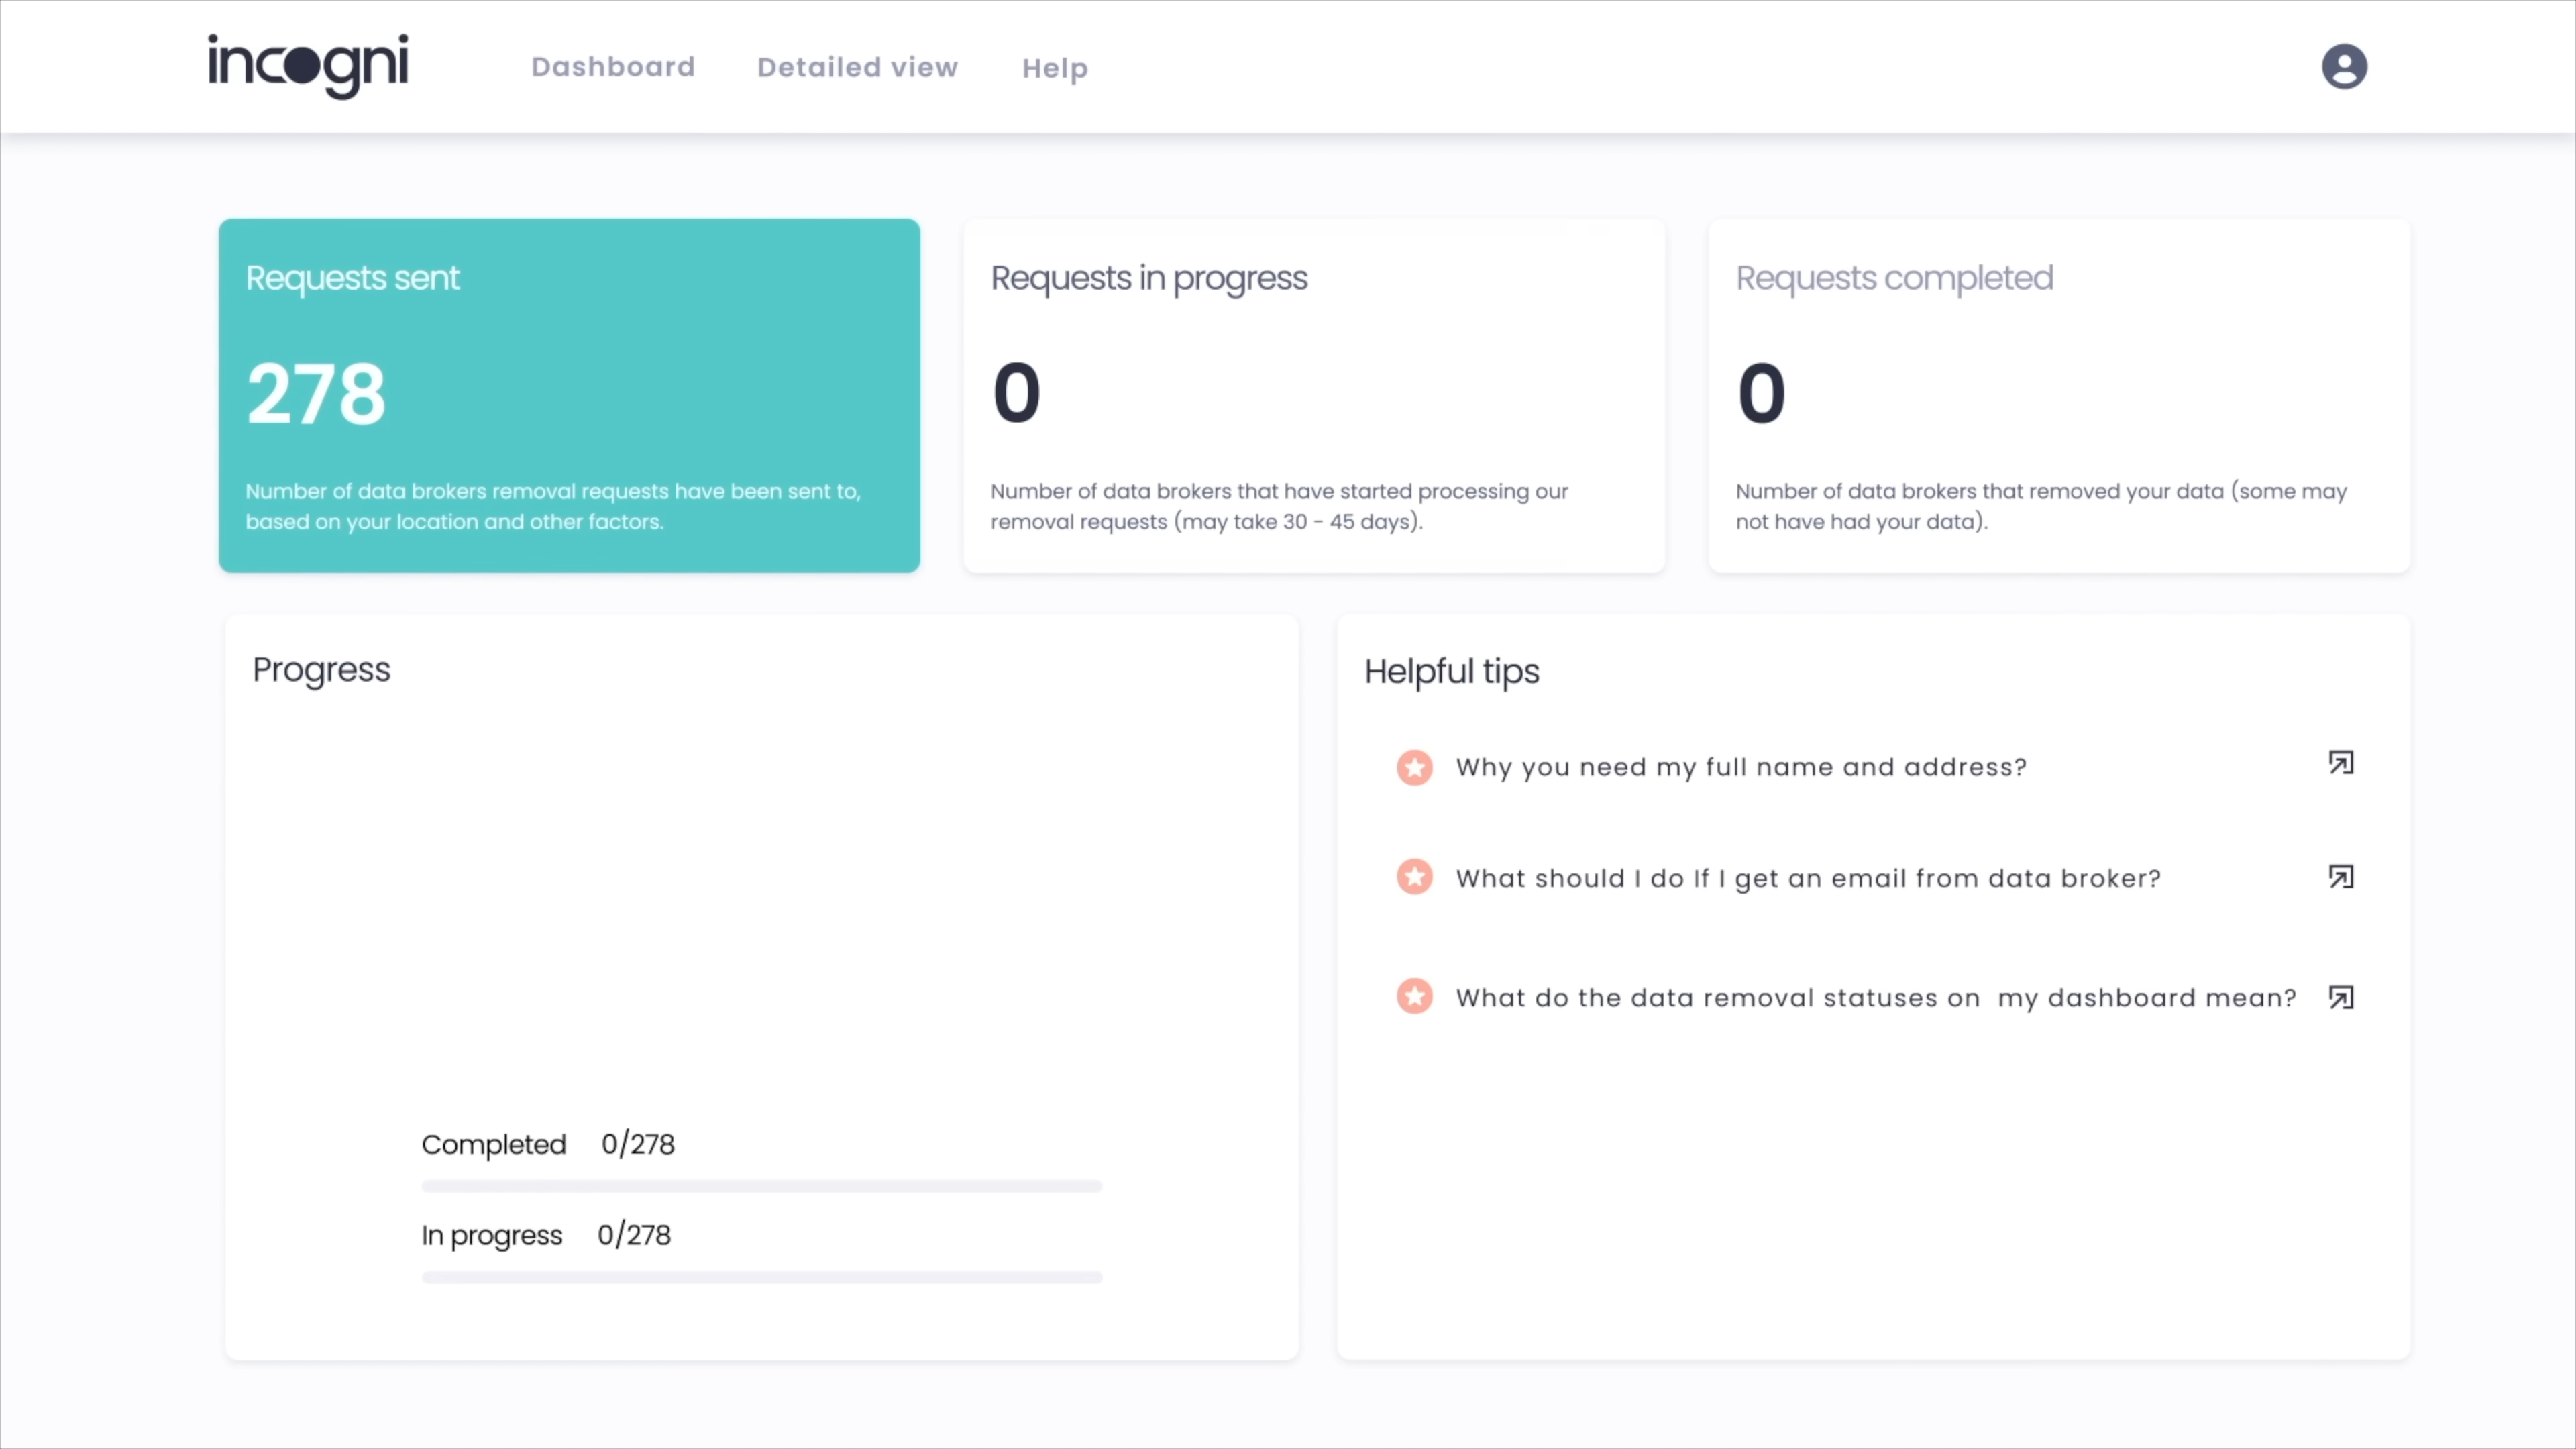 incogni
Dashboard
Detailed view
Help
Requests sent
278
Number of data brokers removal requests have been sent to,
based on your location and other factors.
Requests in progress
0
Number of data brokers that have started processing our
removal requests (may take 30 - 45 days).
Requests completed
0
Number of data brokers that removed your data (some may
not have had your data).
Progress
Completed 0/278
In progress 0/278
Helpful tips
Why you need my full name and address?
What should I do If I get an email from data broker?
What do the data removal statuses on  my dashboard mean?